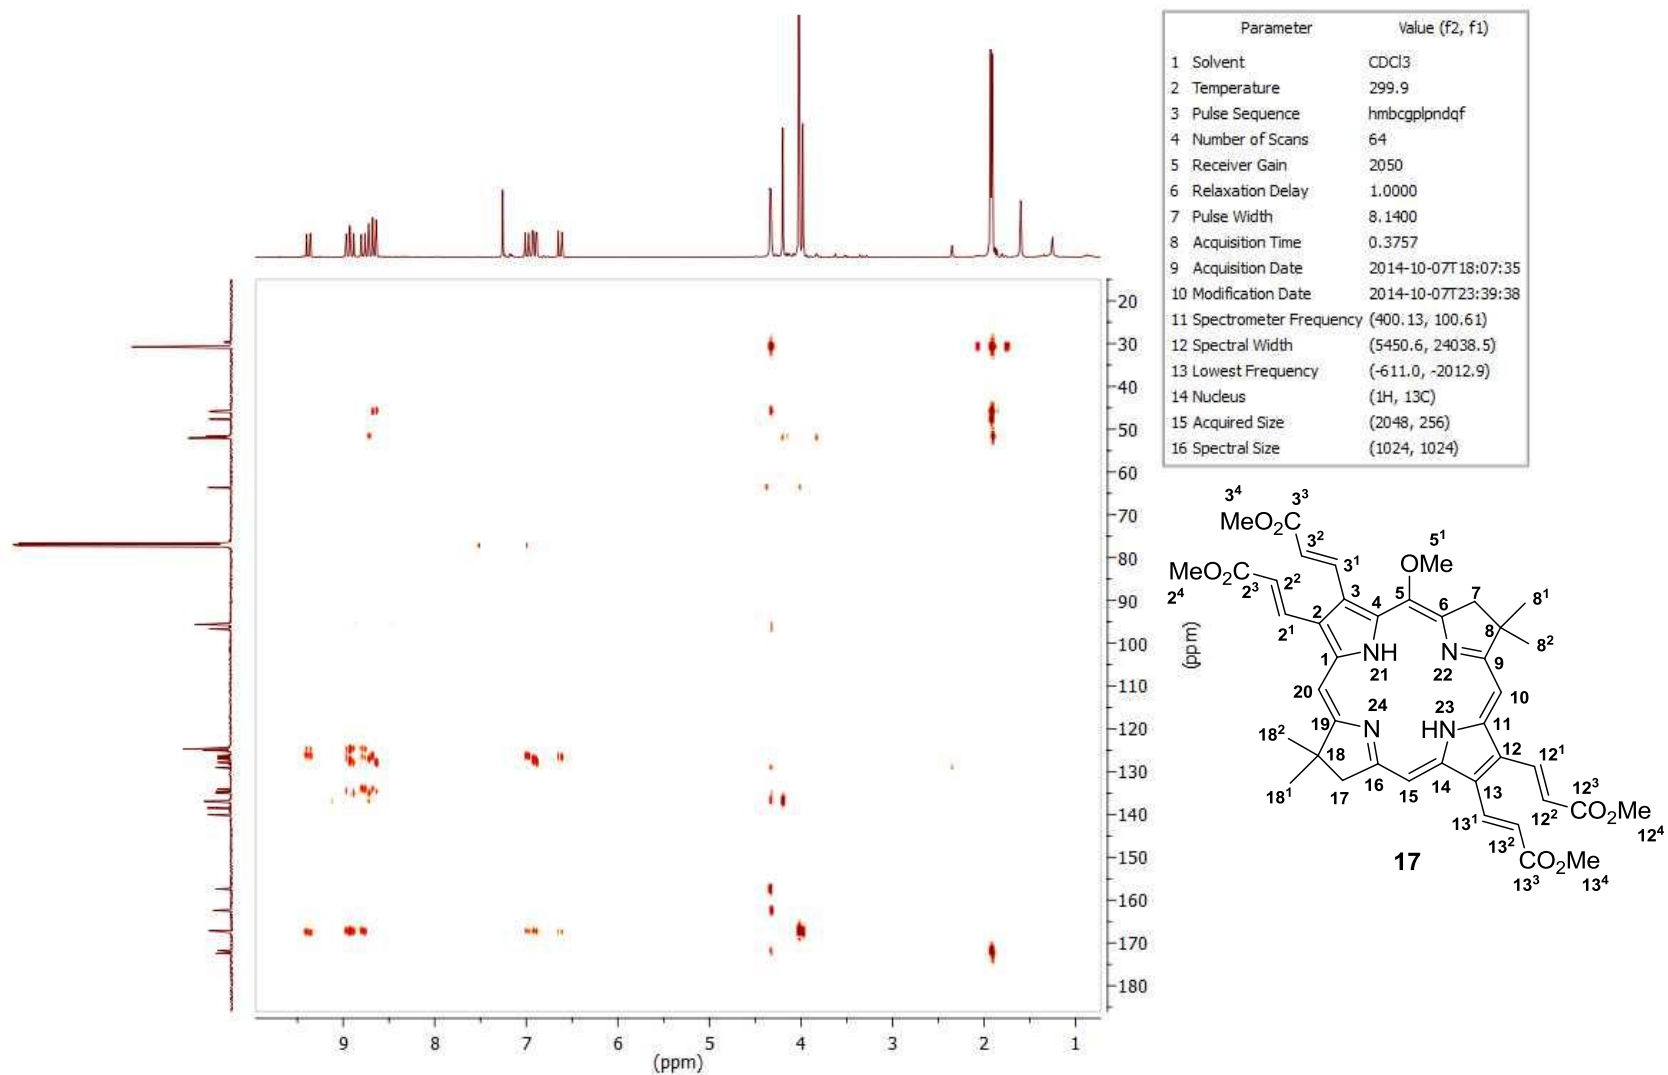 Parameter Value (f2, f1)
1 Solvent CDCl3
2 Temperature 299.9
3 Pulse Sequence hmbcgplpndqf
4 Number of Scans 64
5 Receiver Gain 2050
6 Relaxation Delay 1.0000
7 Pulse Width 8.1400
8 Acquisition Time 0.3757
9 Acquisition Date 2014-10-07T18:07:35
10 Modification Date 2014-10-07T23:39:38
11 Spectrometer Frequency (400.13, 100.61)
12 Spectral Width (5450.6, 24038.5)
13 Lowest Frequency (-611.0, -2012.9)
14 Nucleus (1H, 13C)
15 Acquired Size (2048, 256)
16 Spectral Size (1024, 1024)
20
30
40
50
60
70
80
90
100
110
120
130
140
150
160
170
180
(ppm)
9 8 7 6 5 4 3 2 1
(ppm)
3⁴ 3³
MeO₂C
3² 5¹
3¹ OMe
MeO₂C 2²
2⁴ 2³
2¹ 2 3 4 5 6 7 8¹
8 8²
1 NH N 9
21 22
20 10
24 23
19 N HN 11
18² 12 12¹
18
18¹ 17 16 15 14 13 12³
13¹ 12² CO₂Me
13² 12⁴
CO₂Me
13³ 13⁴
17